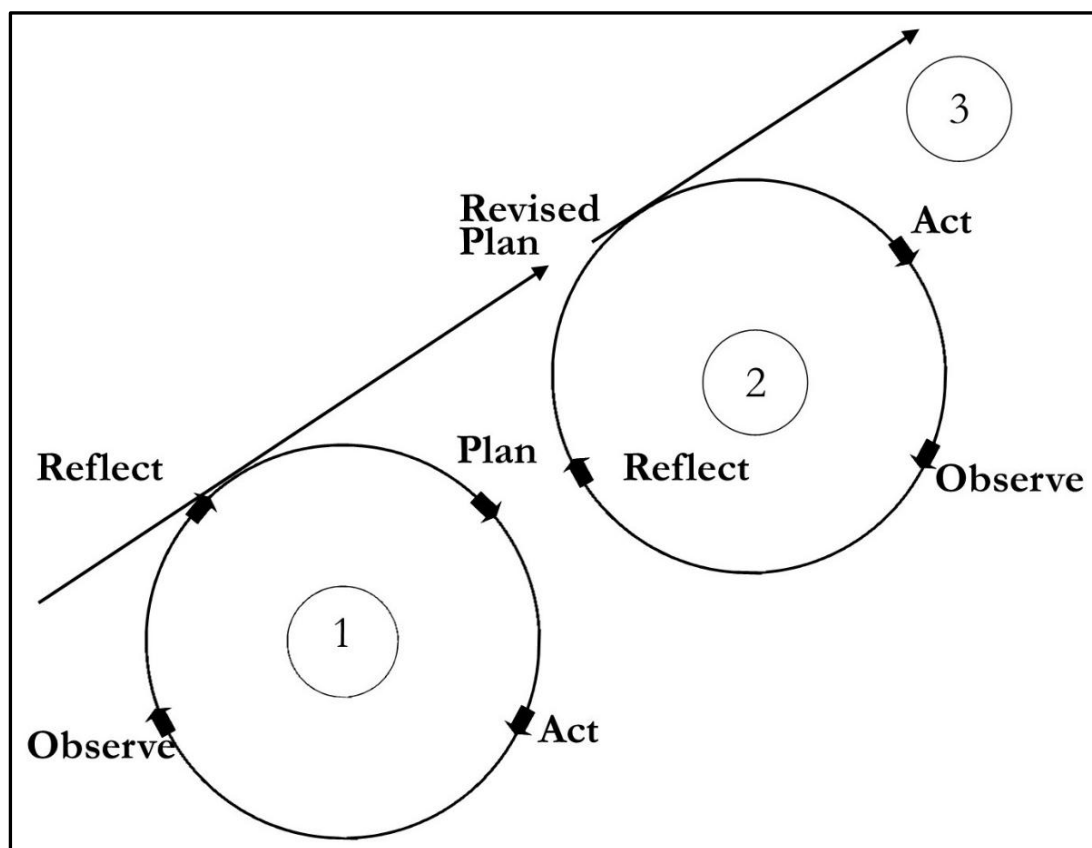 3
Revised
Plan
Act
2
Plan
Reflect
Reflect
Observe
1
Act
Observe